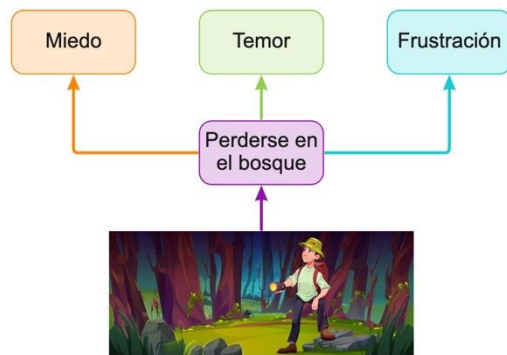 Miedo
Temor
Frustración
Perderse en
el bosque